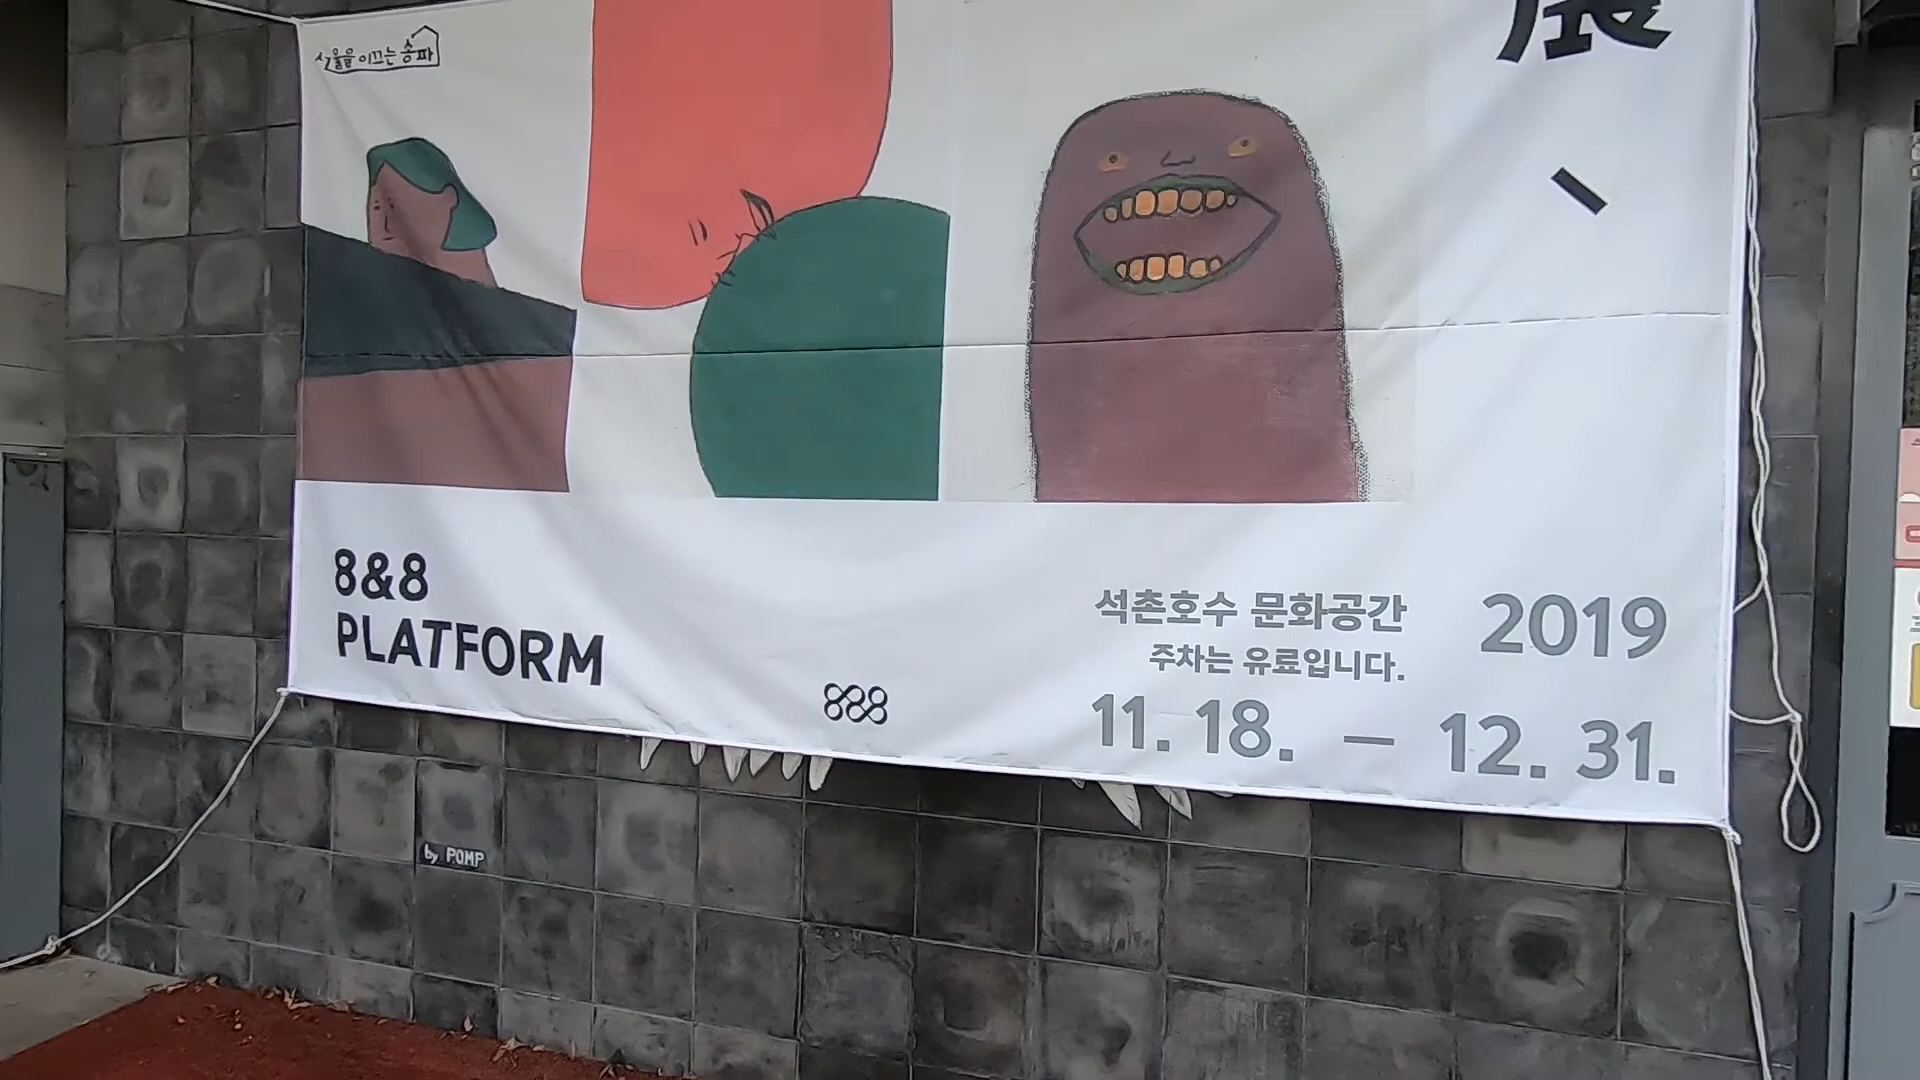 서울을 이끄는 송파
展
8&8
PLATFORM
888
석촌호수 문화공간
주차는 유료입니다.
2019
11. 18. — 12. 31.
by POMP